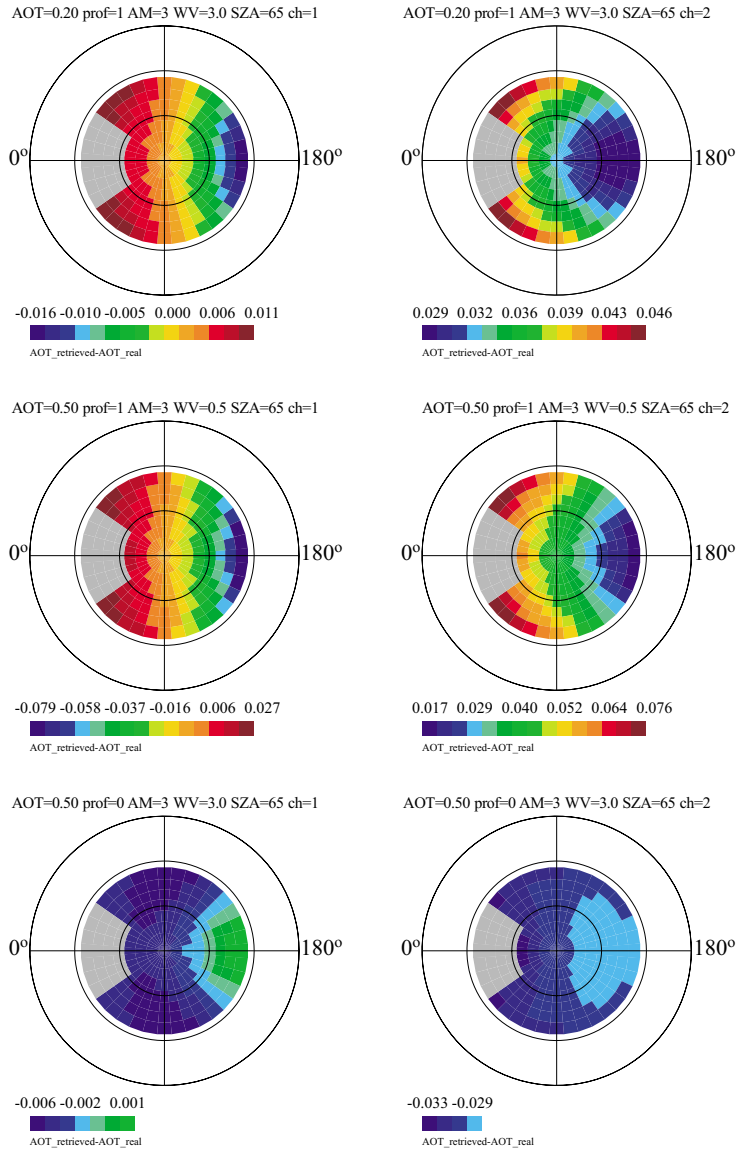 AOT=0.20 prof=1 AM=3 WV=3.0 SZA=65 ch=1
0º 180º
-0.016 -0.010 -0.005 0.000 0.006 0.011
AOT_retrieved-AOT_real
AOT=0.20 prof=1 AM=3 WV=3.0 SZA=65 ch=2
0º 180º
0.029 0.032 0.036 0.039 0.043 0.046
AOT_retrieved-AOT_real
AOT=0.50 prof=1 AM=3 WV=0.5 SZA=65 ch=1
0º 180º
-0.079 -0.058 -0.037 -0.016 0.006 0.027
AOT_retrieved-AOT_real
AOT=0.50 prof=1 AM=3 WV=0.5 SZA=65 ch=2
0º 180º
0.017 0.029 0.040 0.052 0.064 0.076
AOT_retrieved-AOT_real
AOT=0.50 prof=0 AM=3 WV=3.0 SZA=65 ch=1
0º 180º
-0.006 -0.002 0.001
AOT_retrieved-AOT_real
AOT=0.50 prof=0 AM=3 WV=3.0 SZA=65 ch=2
0º 180º
-0.033 -0.029
AOT_retrieved-AOT_real